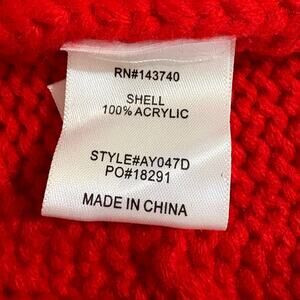 RN#143740
SHELL
100% ACRYLIC
STYLE#AY047D
PO#18291
MADE IN CHINA